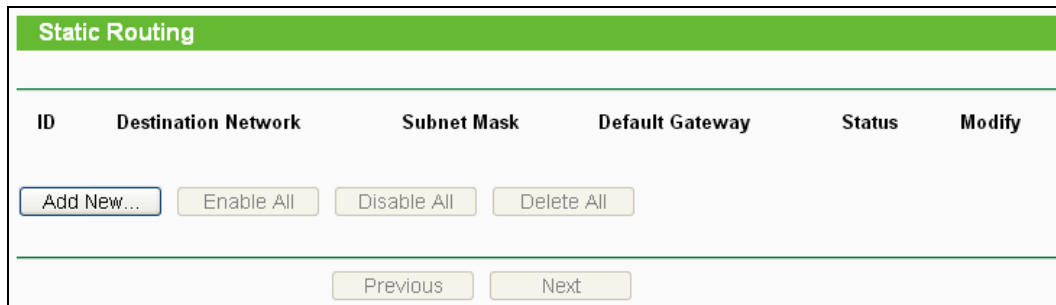 Static Routing
ID Destination Network Subnet Mask Default Gateway Status Modify
Add New... Enable All Disable All Delete All
Previous Next